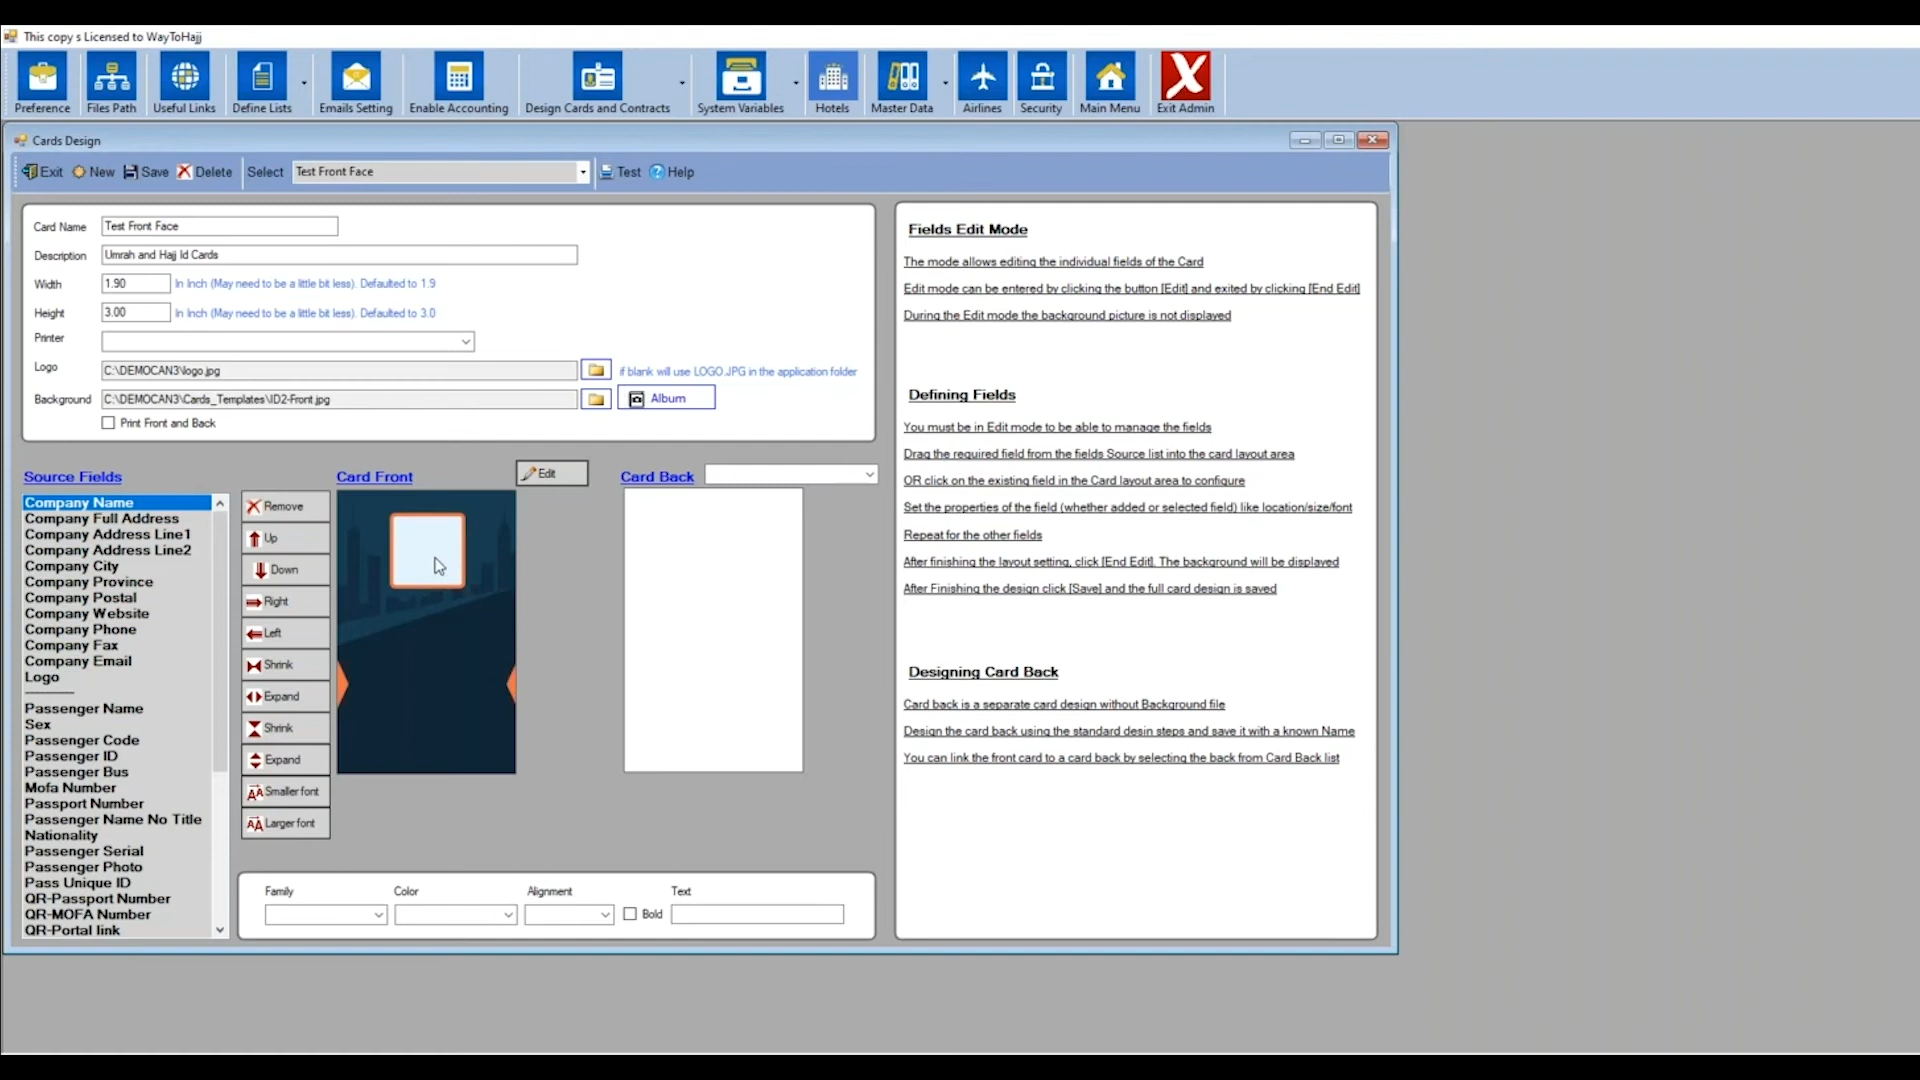 This copy s Licensed to WayToHajj
Preference Files Path Useful Links Define Lists Emails Setting Enable Accounting Design Cards and Contracts System Variables Hotels Master Data Airlines Security Main Menu Exit Admin
Cards Design
Exit New Save Delete Select Test Front Face Test Help
Card Name Test Front Face
Description Umrah and Hajj Id Cards
Width 1.90 In Inch (May need to be a little bit less). Defaulted to 1.9
Height 3.00 In Inch (May need to be a little bit less). Defaulted to 3.0
Printer
Logo C:\DEMOCAN3\logo.jpg if blank will use LOGO.JPG in the application folder
Background C:\DEMOCAN3\Cards_Templates\ID2-Front.jpg Album
Print Front and Back
Source Fields
Company Name
Company Full Address
Company Address Line1
Company Address Line2
Company City
Company Province
Company Postal
Company Website
Company Phone
Company Fax
Company Email
Logo
Passenger Name
Sex
Passenger Code
Passenger ID
Passenger Bus
Mofa Number
Passport Number
Passenger Name No Title
Nationality
Passenger Serial
Passenger Photo
Pass Unique ID
QR-Passport Number
QR-MOFA Number
QR-Portal link
Remove
Up
Down
Right
Left
Shrink
Expand
Shrink
Expand
Smaller font
Larger font
Card Front Edit Card Back
Family Color Alignment Text
Bold
Fields Edit Mode
The mode allows editing the individual fields of the Card
Edit mode can be entered by clicking the button [Edit] and exited by clicking [End Edit]
During the Edit mode the background picture is not displayed
Defining Fields
You must be in Edit mode to be able to manage the fields
Drag the required field from the fields Source list into the card layout area
OR click on the existing field in the Card layout area to configure
Set the properties of the field (whether added or selected field) like location/size/font
Repeat for the other fields
After finishing the layout setting, click [End Edit]. The background will be displayed
After Finishing the design click [Save] and the full card design is saved
Designing Card Back
Card back is a separate card design without Background file
Design the card back using the standard desin steps and save it with a known Name
You can link the front card to a card back by selecting the back from Card Back list